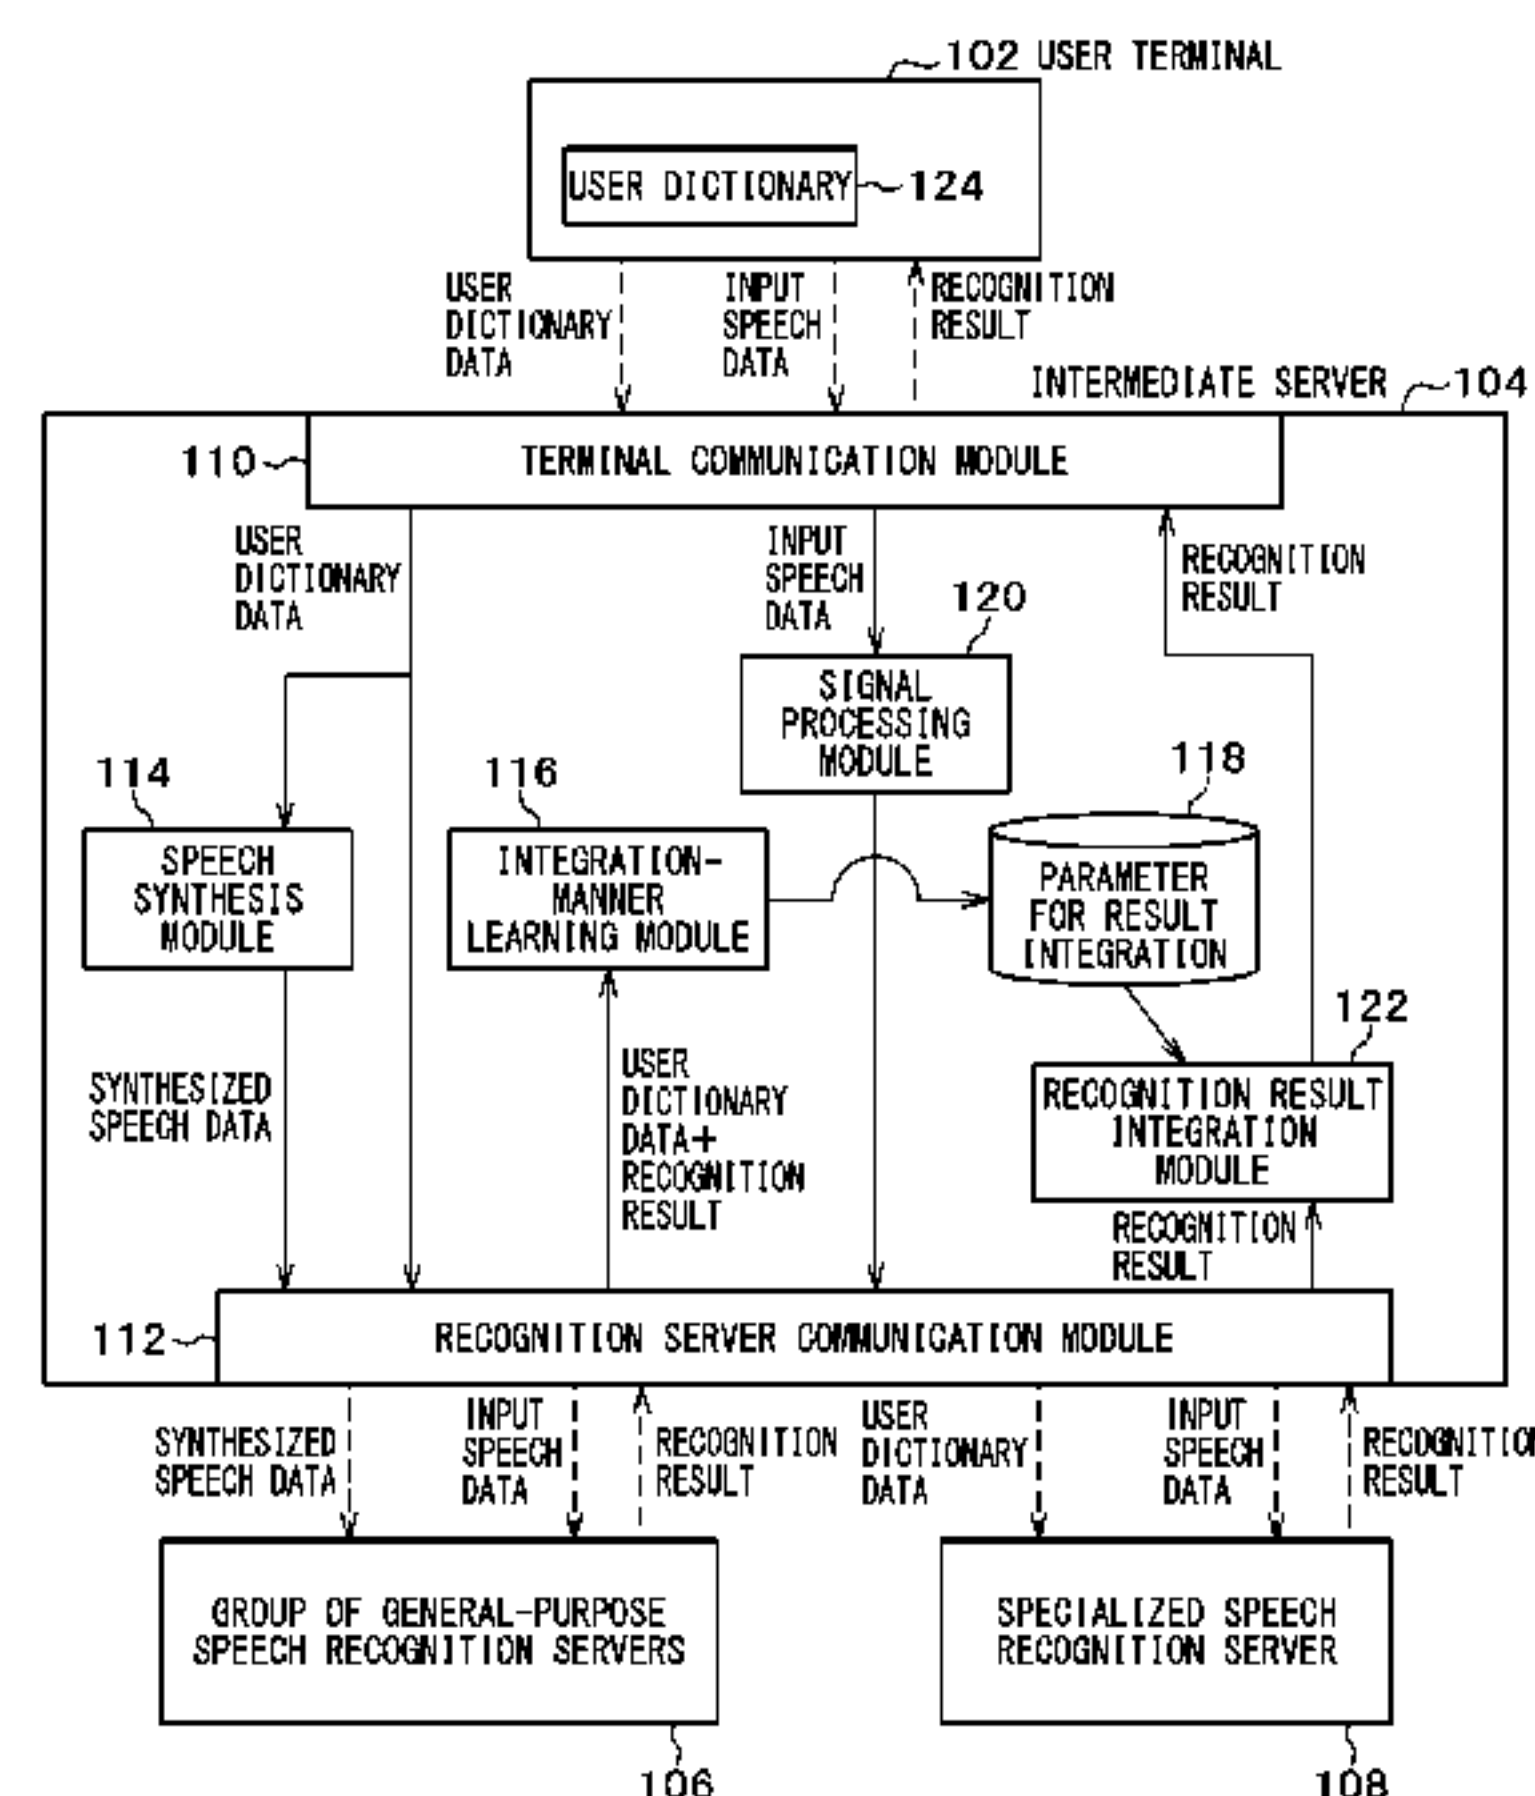 102 USER TERMINAL
USER DICTIONARY
124
USER
DICTIONARY
DATA
INPUT
SPEECH
DATA
RECOGNITION
RESULT
INTERMEDIATE SERVER
104
110
TERMINAL COMMUNICATION MODULE
USER
DICTIONARY
DATA
INPUT
SPEECH
DATA
RECOGNITION
RESULT
120
SIGNAL
PROCESSING
MODULE
114
116
118
SPEECH
SYNTHESIS
MODULE
INTEGRATION-
MANNER
LEARNING MODULE
PARAMETER
FOR RESULT
INTEGRATION
122
SYNTHESIZED
SPEECH DATA
USER
DICTIONARY
DATA+
RECOGNITION
RESULT
RECOGNITION RESULT
INTEGRATION
MODULE
RECOGNITION
RESULT
112
RECOGNITION SERVER COMMUNICATION MODULE
SYNTHESIZED
SPEECH DATA
INPUT
SPEECH
DATA
RECOGNITION
RESULT
USER
DICTIONARY
DATA
INPUT
SPEECH
DATA
RECOGNITION
RESULT
GROUP OF GENERAL-PURPOSE
SPEECH RECOGNITION SERVERS
SPECIALIZED SPEECH
RECOGNITION SERVER
106
108